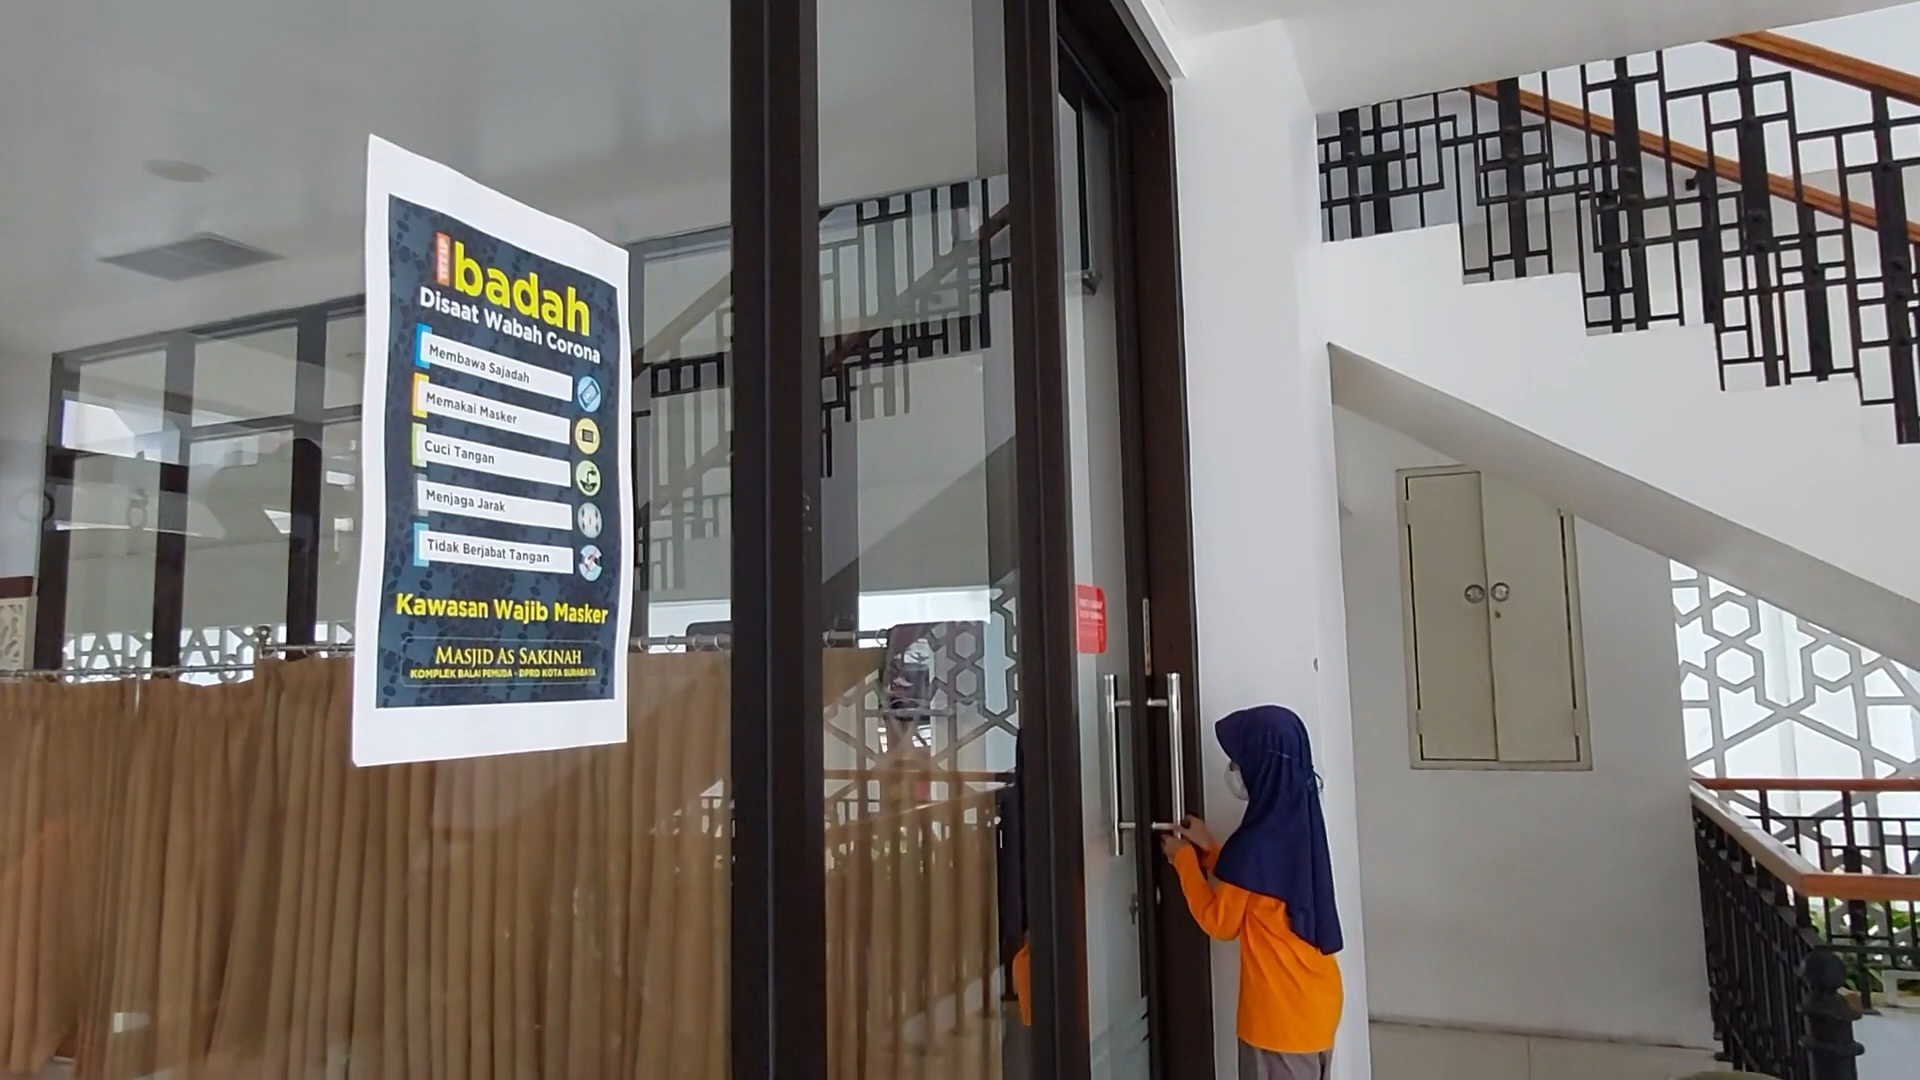 Ibadah
Disaat Wabah Corona
Membawa Sajadah
Memakai Masker
Cuci Tangan
Menjaga Jarak
Tidak Berjabat Tangan
Kawasan Wajib Masker
MASJID AS SAKINAH
KOMPLEK BALAI PEMUDA - DPRD KOTA SURABAYA